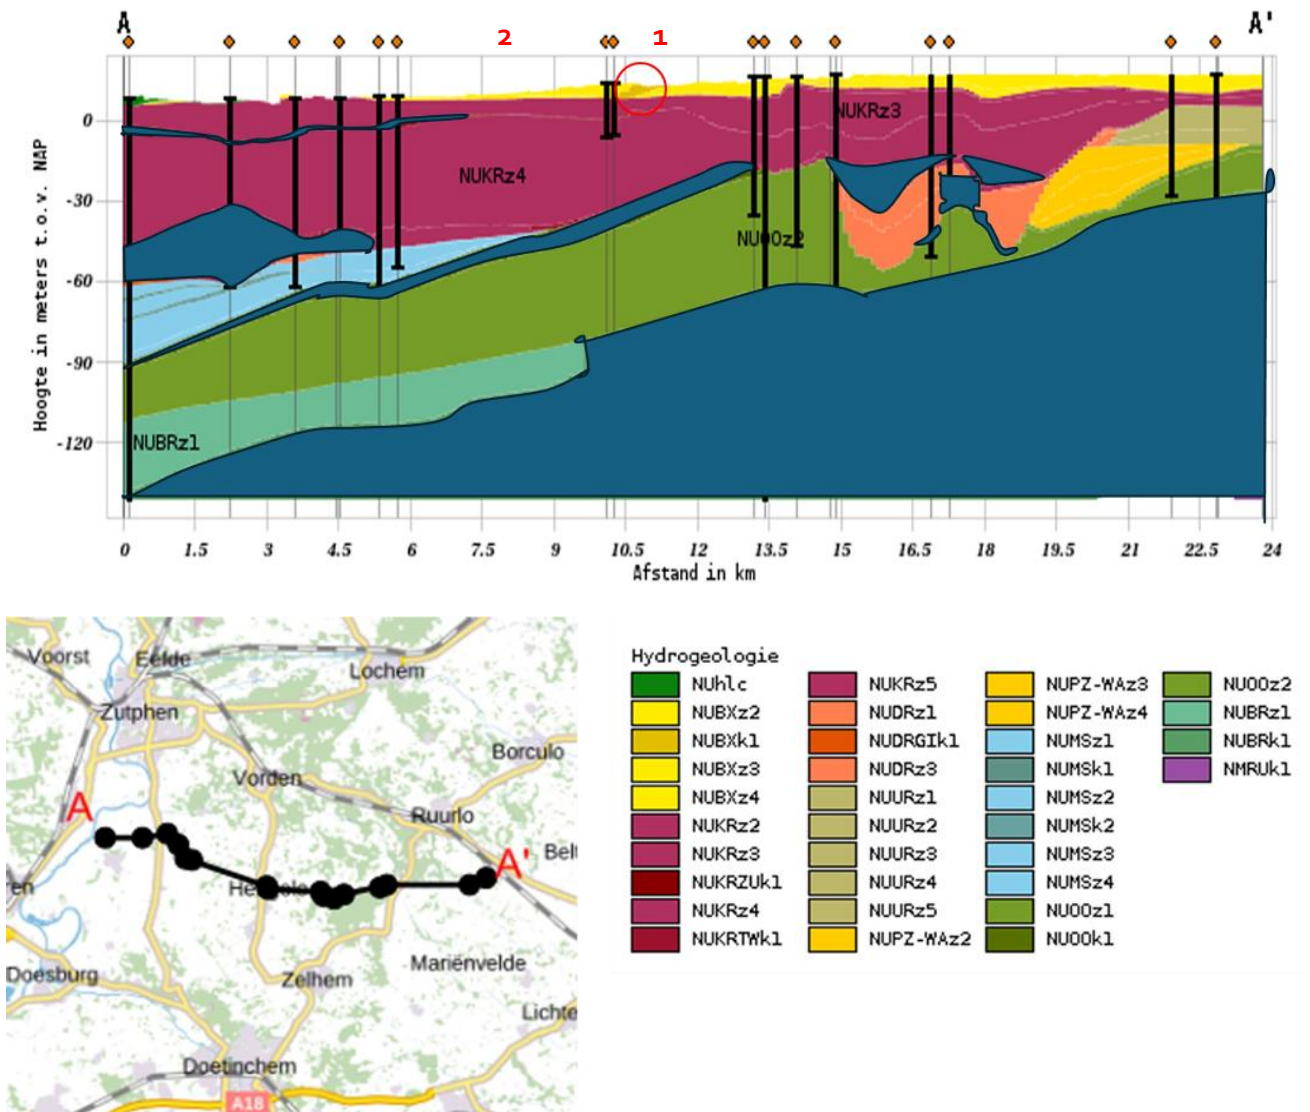 A A'
2 1
Hoogte in meters t.o.v. NAP
0
-30
-60
-90
-120
NUKRz3
NUKRz4
NUOOz2
NUBRz1
0 1.5 3 4.5 6 7.5 9 10.5 12 13.5 15 16.5 18 19.5 21 22.5 24
Afstand in km
Voorst
Eefde
Lochem
Zutphen
Borculo
Vorden
A
Ruurlo
Belt
A'
ren
Doesburg
Zelhem
Mariënvelde
Lichte
Doetinchem
A18
Hydrogeologie
NUhlc
NUBXz2
NUBXk1
NUBXz3
NUBXz4
NUKRz2
NUKRz3
NUKRZUk1
NUKRz4
NUKRTWk1
NUKRz5
NUDRz1
NUDRGIk1
NUDRz3
NUURz1
NUURz2
NUURz3
NUURz4
NUURz5
NUPZ-WAz2
NUPZ-WAz3
NUPZ-WAz4
NUMSz1
NUMSk1
NUMSz2
NUMSk2
NUMSz3
NUMSz4
NUOOz1
NUOOk1
NUOOz2
NUBRz1
NUBRk1
NMRUk1